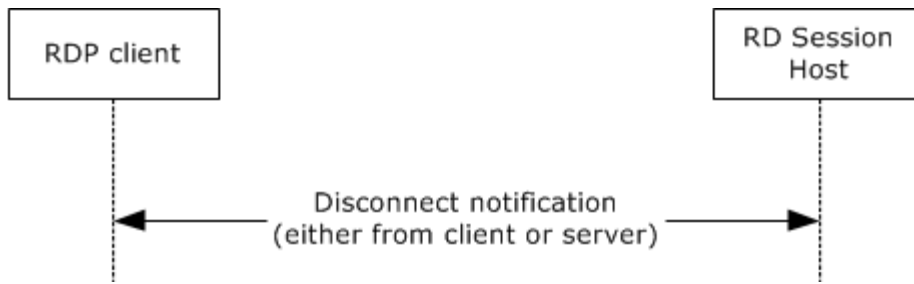 RDP client
RD Session
Host
Disconnect notification
(either from client or server)